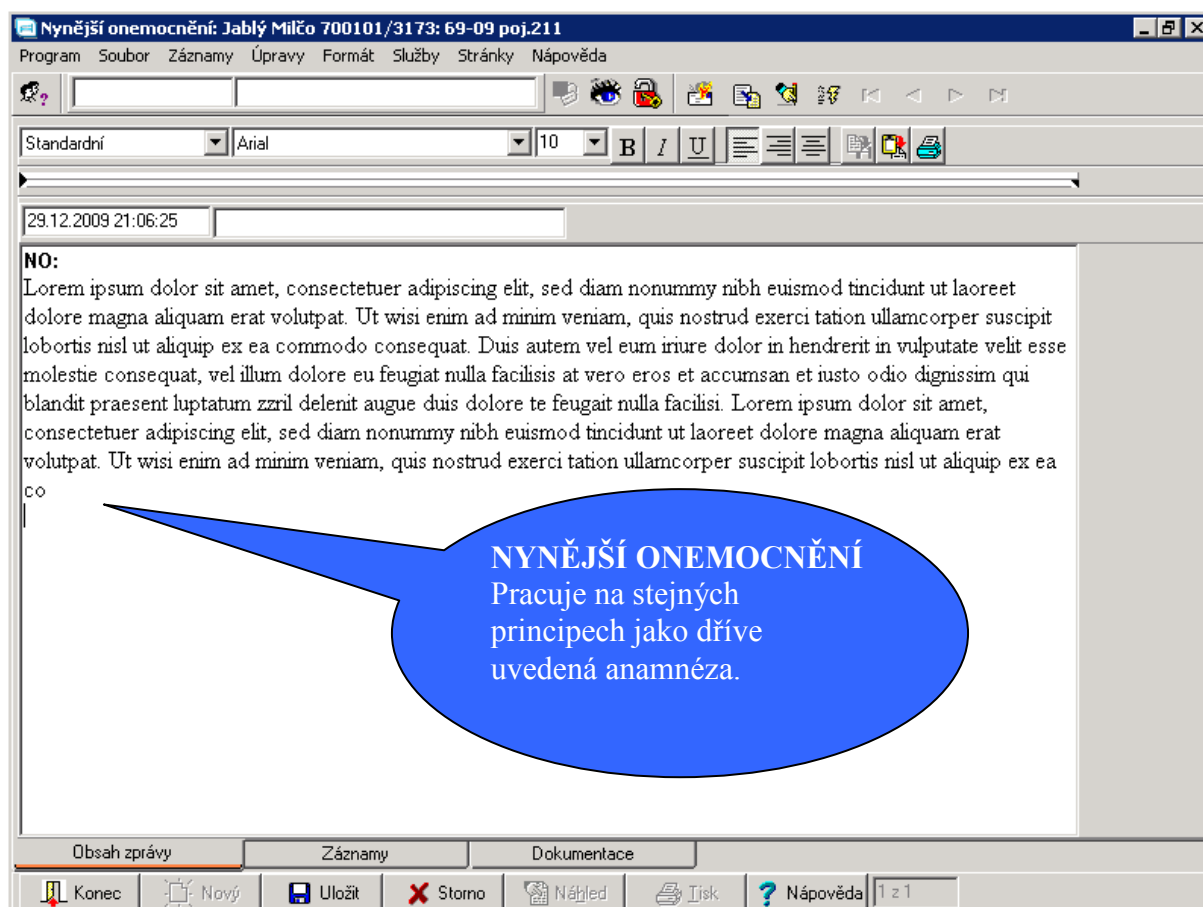 Nynější onemocnění: Jablý Milčo 700101/3173: 69-09 poj.211
Program Soubor Záznamy Úpravy Formát Služby Stránky Nápověda
Standardní Arial 10 B I U
29.12.2009 21:06:25
NO:
Lorem ipsum dolor sit amet, consectetuer adipiscing elit, sed diam nonummy nibh euismod tincidunt ut laoreet
dolore magna aliquam erat volutpat. Ut wisi enim ad minim veniam, quis nostrud exerci tation ullamcorper suscipit
lobortis nisl ut aliquip ex ea commodo consequat. Duis autem vel eum iriure dolor in hendrerit in vulputate velit esse
molestie consequat, vel illum dolore eu feugiat nulla facilisis at vero eros et accumsan et iusto odio dignissim qui
blandit praesent luptatum zzril delenit augue duis dolore te feugait nulla facilisi. Lorem ipsum dolor sit amet,
consectetuer adipiscing elit, sed diam nonummy nibh euismod tincidunt ut laoreet dolore magna aliquam erat
volutpat. Ut wisi enim ad minim veniam, quis nostrud exerci tation ullamcorper suscipit lobortis nisl ut aliquip ex ea
co
NYNĚJŠÍ ONEMOCNĚNÍ
Pracuje na stejných
principech jako dříve
uvedená anamnéza.
Obsah zprávy Záznamy Dokumentace
Konec Nový Uložit Storno Náhled Tisk Nápověda 1 z 1